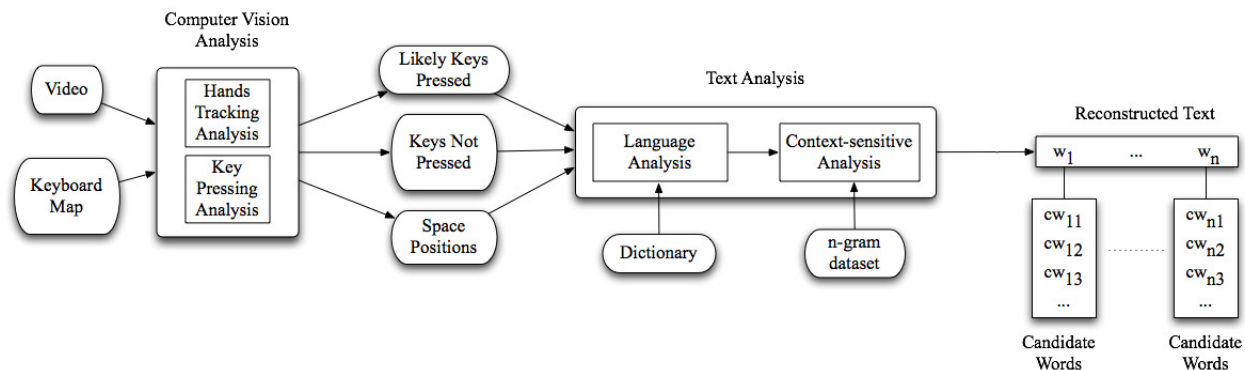 Computer Vision
Analysis
Video
Keyboard
Map
Hands
Tracking
Analysis
Key
Pressing
Analysis
Likely Keys
Pressed
Keys Not
Pressed
Space
Positions
Text Analysis
Language
Analysis
Context-sensitive
Analysis
Dictionary
n-gram
dataset
Reconstructed Text
w1 ... wn
cw11
cw12
cw13
...
cwn1
cwn2
cwn3
...
Candidate
Words
Candidate
Words